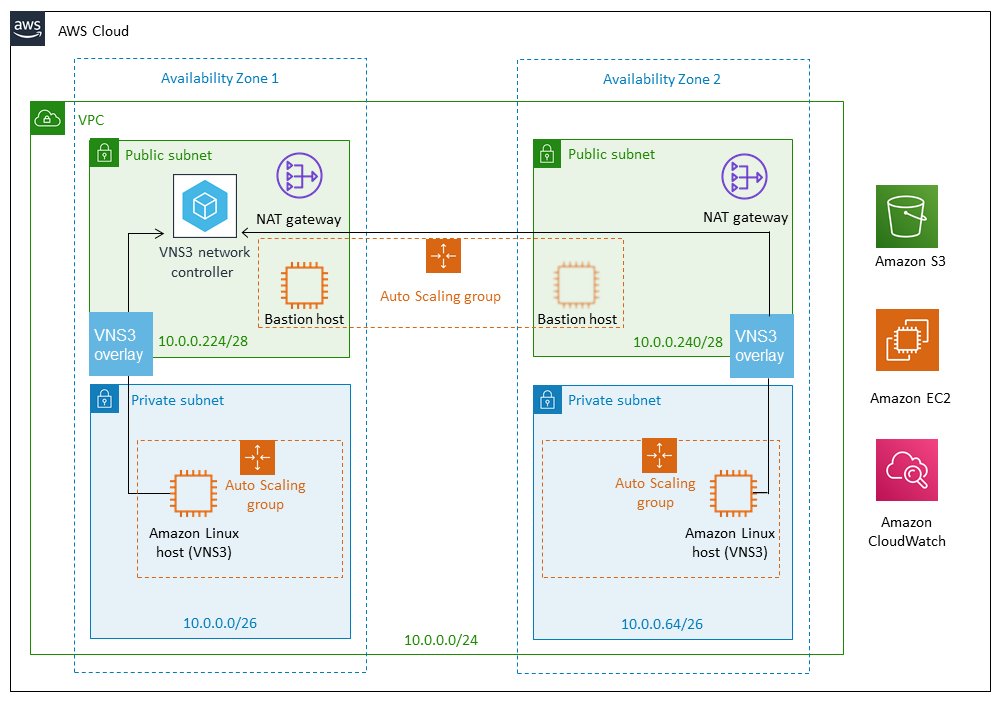 aws
AWS Cloud
Availability Zone 1
Availability Zone 2
VPC
Public subnet
NAT gateway
VNS3 network
controller
Bastion host
VNS3
overlay
10.0.0.224/28
Auto Scaling group
Public subnet
NAT gateway
Bastion host
10.0.0.240/28
VNS3
overlay
Private subnet
Auto Scaling
group
Amazon Linux
host (VNS3)
10.0.0.0/26
Private subnet
Auto Scaling
group
Amazon Linux
host (VNS3)
10.0.0.64/26
10.0.0.0/24
Amazon S3
Amazon EC2
Amazon
CloudWatch